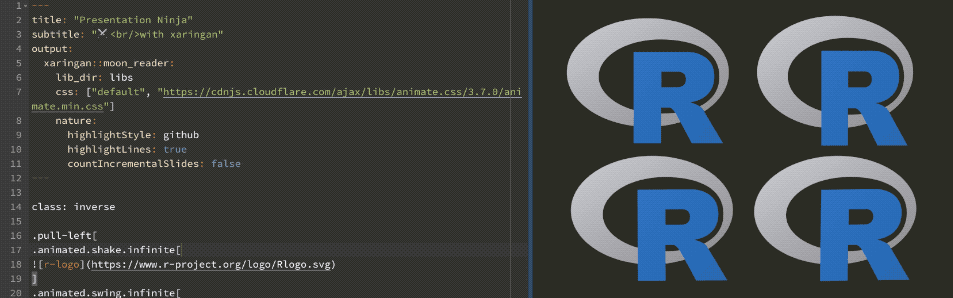 1 ---
2 title: "Presentation Ninja"
3 subtitle: "⚔ <br/>with xaringan"
4 output:
5 xaringan::moon_reader:
6 lib_dir: libs
7 css: ["default", "https://cdnjs.cloudflare.com/ajax/libs/animate.css/3.7.0/ani
mate.min.css"]
8 nature:
9 highlightStyle: github
10 highlightLines: true
11 countIncrementalSlides: false
12 ---
13
14 class: inverse
15
16 .pull-left[
17 .animated.shake.infinite[
18 ![r-logo](https://www.r-project.org/logo/Rlogo.svg)
19 ]
20 .animated.swing.infinite[
R R
R R